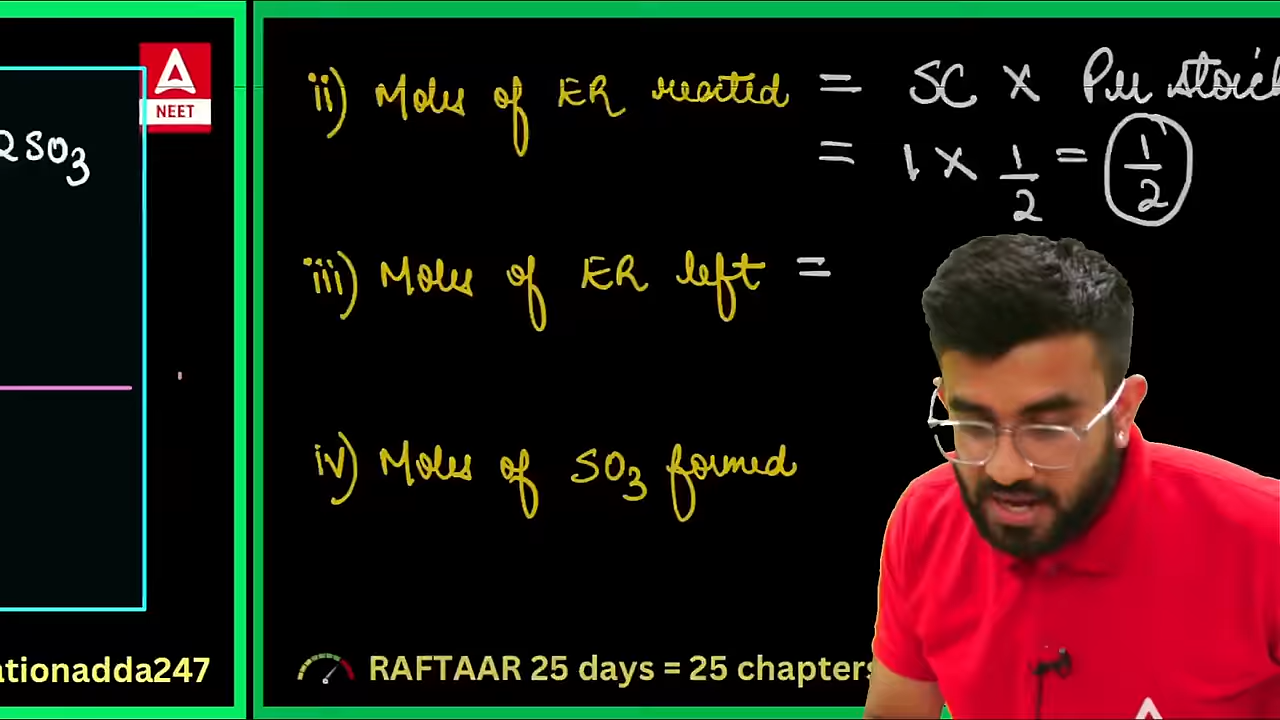 NEET
2SO3
ii) Moles of ER reacted = SC × Per stoich
= 1 × 1/2 = 1/2
iii) Moles of ER left =
iv) Moles of SO3 formed
ationadda247
RAFTAAR 25 days = 25 chapters